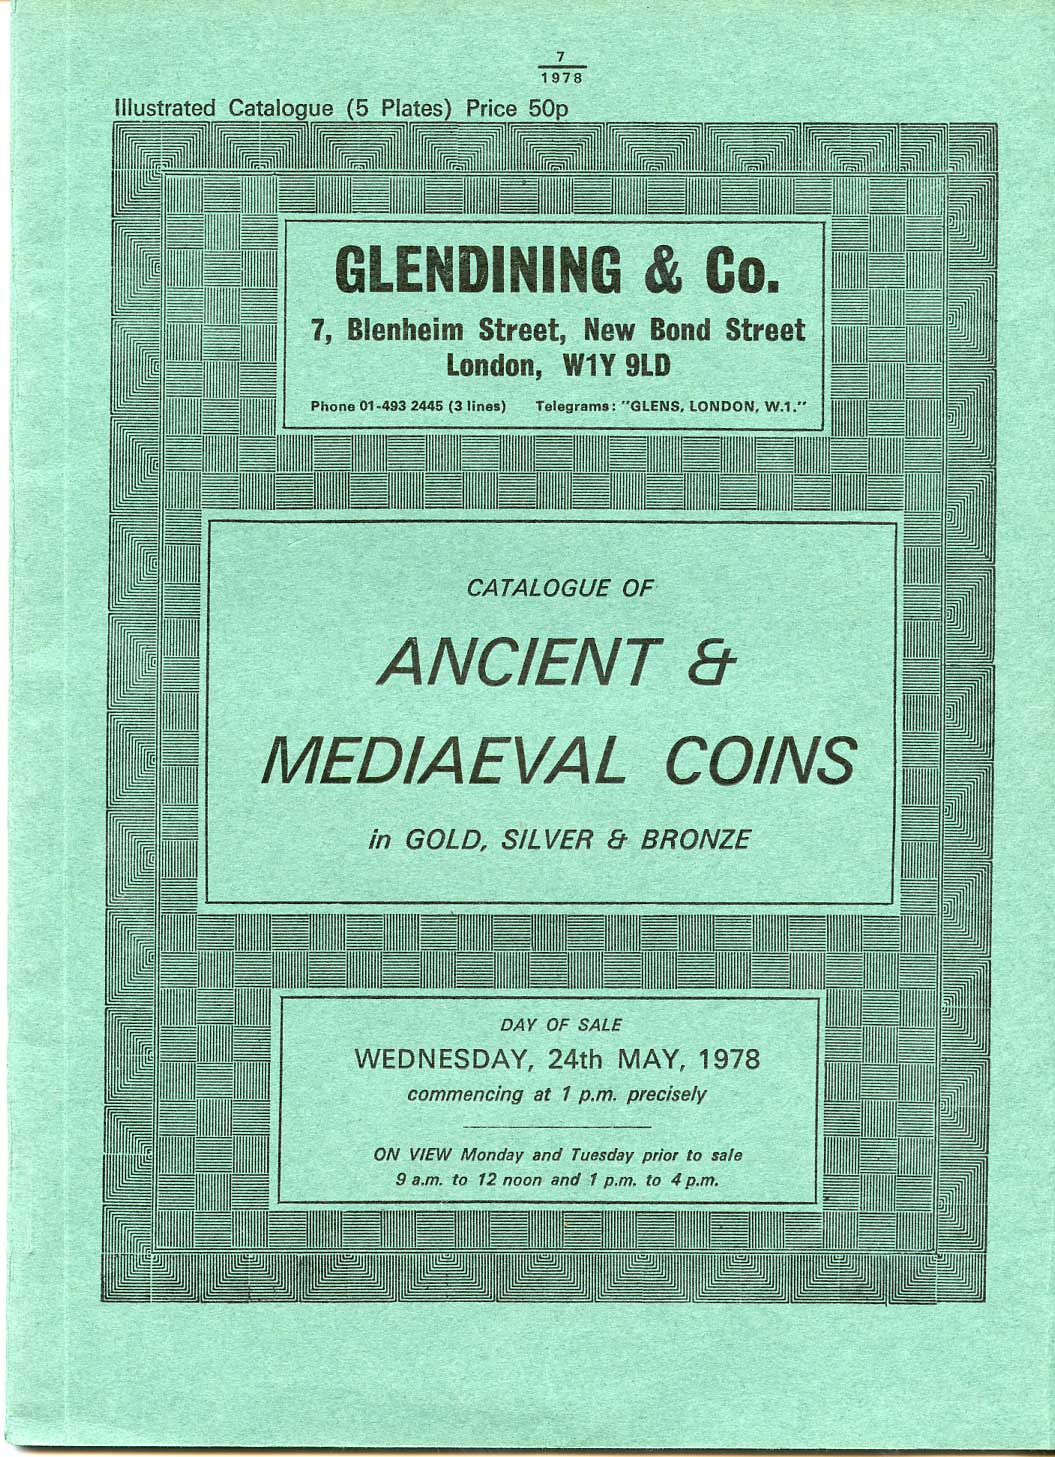 7
1978
Illustrated Catalogue (5 Plates) Price 50p
GLENDINING & Co.
7, Blenheim Street, New Bond Street
London, W1Y 9LD
Phone 01-493 2445 (3 lines) Telegrams: "GLENS, LONDON, W.1."
CATALOGUE OF
ANCIENT &
MEDIAEVAL COINS
in GOLD, SILVER & BRONZE
DAY OF SALE
WEDNESDAY, 24th MAY, 1978
commencing at 1 p.m. precisely
ON VIEW Monday and Tuesday prior to sale
9 a.m. to 12 noon and 1 p.m. to 4 p.m.